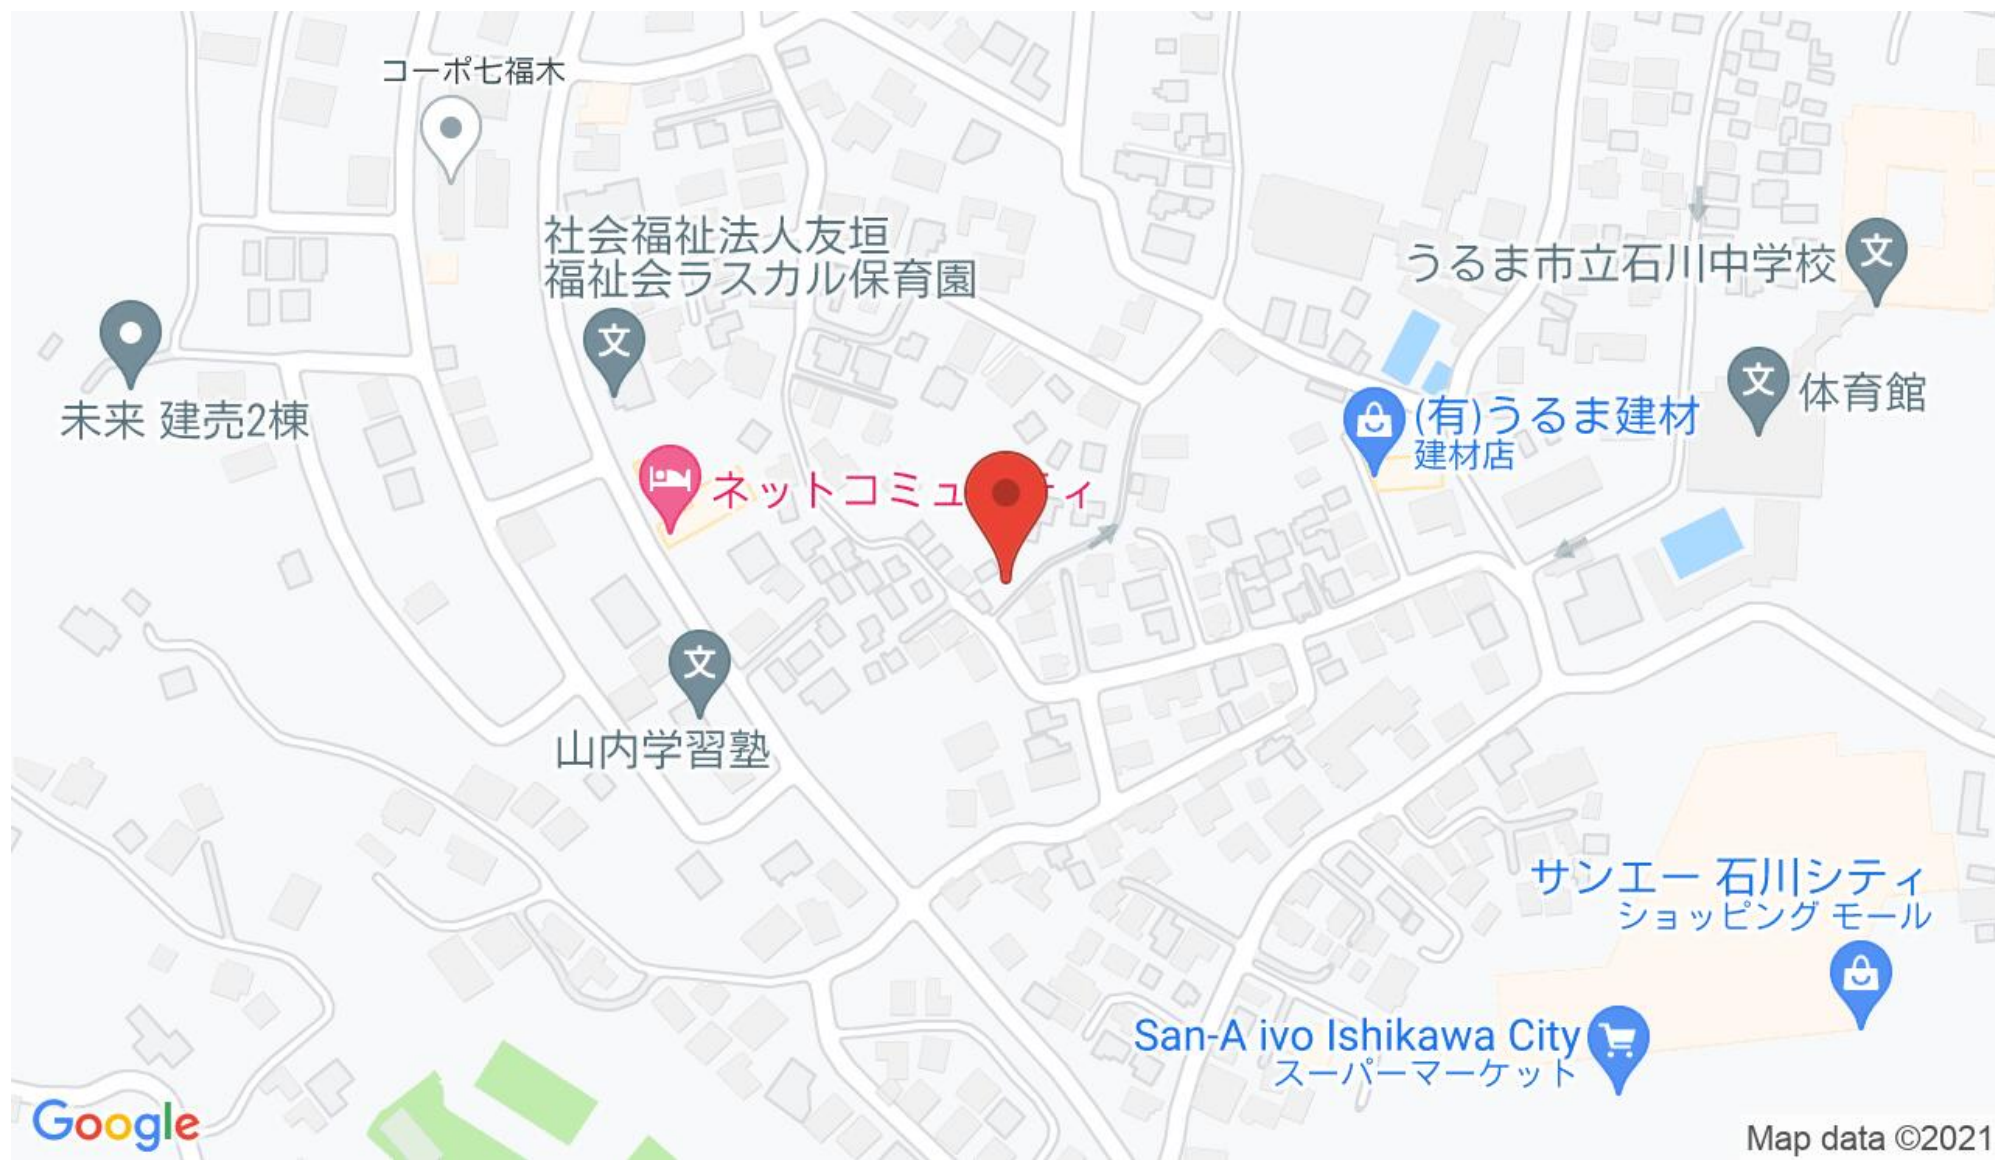 コーポ七福木
社会福祉法人友垣
福祉会ラスカル保育園
文
うるま市立石川中学校
文
文
体育館
未来 建売2棟
(有)うるま建材
建材店
ネットコミュ ティ
文
山内学習塾
サンエー 石川シティ
ショッピング モール
San-A ivo Ishikawa City
スーパーマーケット
Google
Map data ©2021